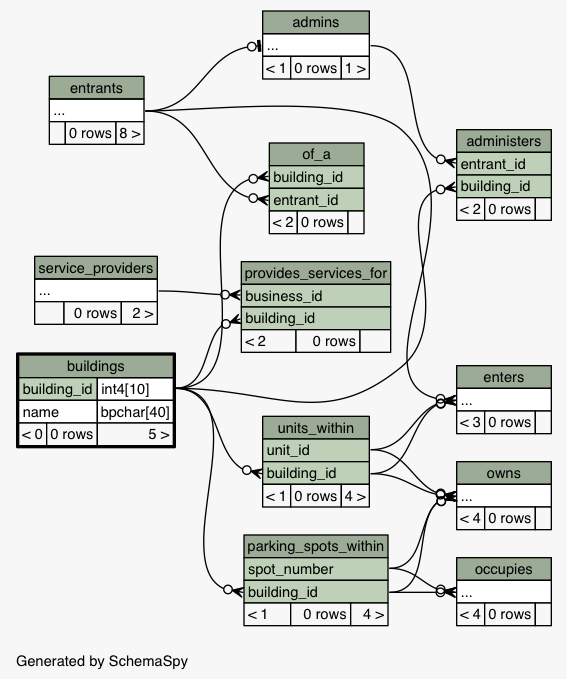 admins
...
< 1 0 rows 1 >
entrants
...
0 rows 8 >
administers
entrant_id
building_id
< 2 0 rows
of_a
building_id
entrant_id
< 2 0 rows
service_providers
...
0 rows 2 >
provides_services_for
business_id
building_id
< 2 0 rows
buildings
building_id int4[10]
name bpchar[40]
< 0 0 rows 5 >
enters
...
< 3 0 rows
units_within
unit_id
building_id
< 1 0 rows 4 >
owns
...
< 4 0 rows
parking_spots_within
spot_number
building_id
< 1 0 rows 4 >
occupies
...
< 4 0 rows
Generated by SchemaSpy